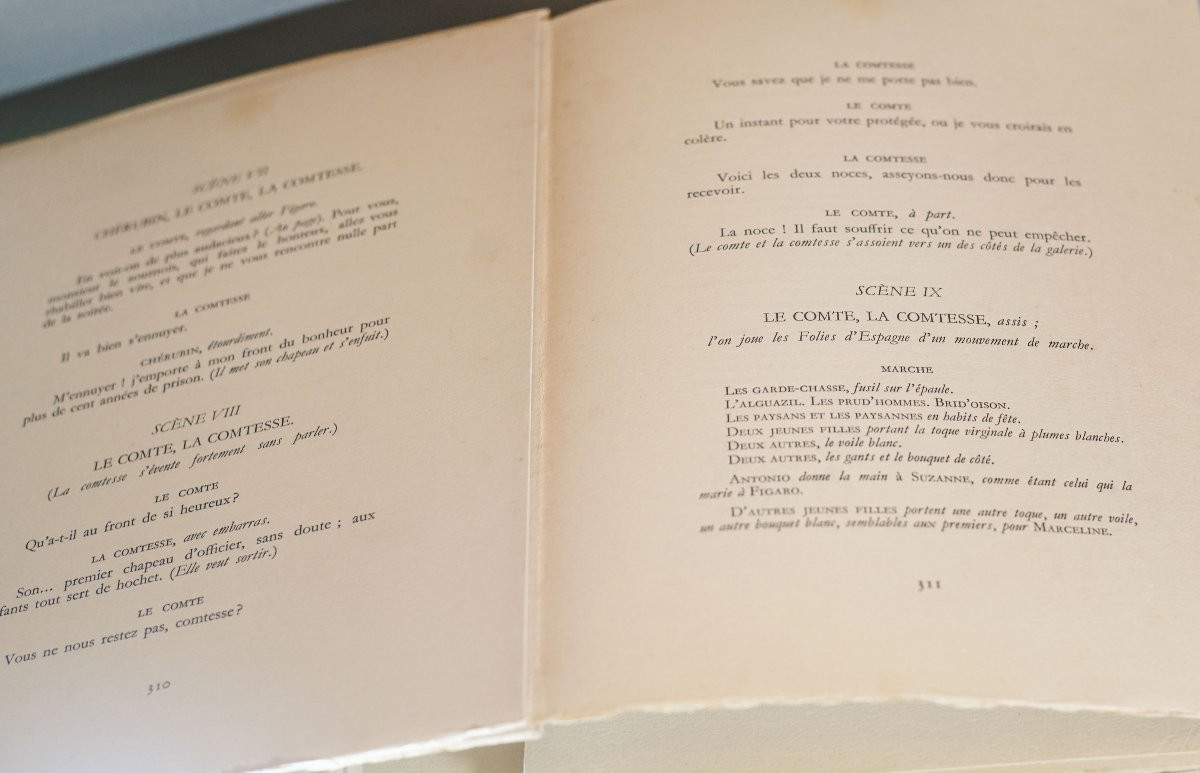 SCÈNE VII
CHÉRUBIN, LE COMTE, LA COMTESSE.
LE COMTE, regardant aller Figaro.
En voit-on de plus audacieux ? (Au page). Pour vous,
monsieur le sournois, qui faites le honteux, allez vous
rhabiller bien vite, et que je ne vous rencontre nulle part
de la soirée.
LA COMTESSE
Il va bien s'ennuyer.
CHÉRUBIN, étourdiment.
M'ennuyer ! j'emporte à mon front du bonheur pour
plus de cent années de prison. (Il met son chapeau et s'enfuit.)
SCÈNE VIII
LE COMTE, LA COMTESSE.
(La comtesse s'évente fortement sans parler.)
LE COMTE
Qu'a-t-il au front de si heureux ?
LA COMTESSE, avec embarras.
Son... premier chapeau d'officier, sans doute ; aux
fants tout sert de hochet. (Elle veut sortir.)
LE COMTE
Vous ne nous restez pas, comtesse ?
310
LA COMTESSE
Vous savez que je ne me porte pas bien.
LE COMTE
Un instant pour votre protégée, ou je vous croirais en
colère.
LA COMTESSE
Voici les deux noces, asseyons-nous donc pour les
recevoir.
LE COMTE, à part.
La noce ! Il faut souffrir ce qu'on ne peut empêcher.
(Le comte et la comtesse s'assoient vers un des côtés de la galerie.)
SCÈNE IX
LE COMTE, LA COMTESSE, assis ;
l'on joue les Folies d'Espagne d'un mouvement de marche.
MARCHE
LES GARDE-CHASSE, fusil sur l'épaule.
L'ALGUAZIL. LES PRUD'HOMMES. BRID'OISON.
LES PAYSANS ET LES PAYSANNES en habits de fête.
DEUX JEUNES FILLES portant la toque virginale à plumes blanches.
DEUX AUTRES, le voile blanc.
DEUX AUTRES, les gants et le bouquet de côté.
ANTONIO donne la main à SUZANNE, comme étant celui qui la
marie à FIGARO.
D'AUTRES JEUNES FILLES portent une autre toque, un autre voile,
un autre bouquet blanc, semblables aux premiers, pour MARCELINE.
311